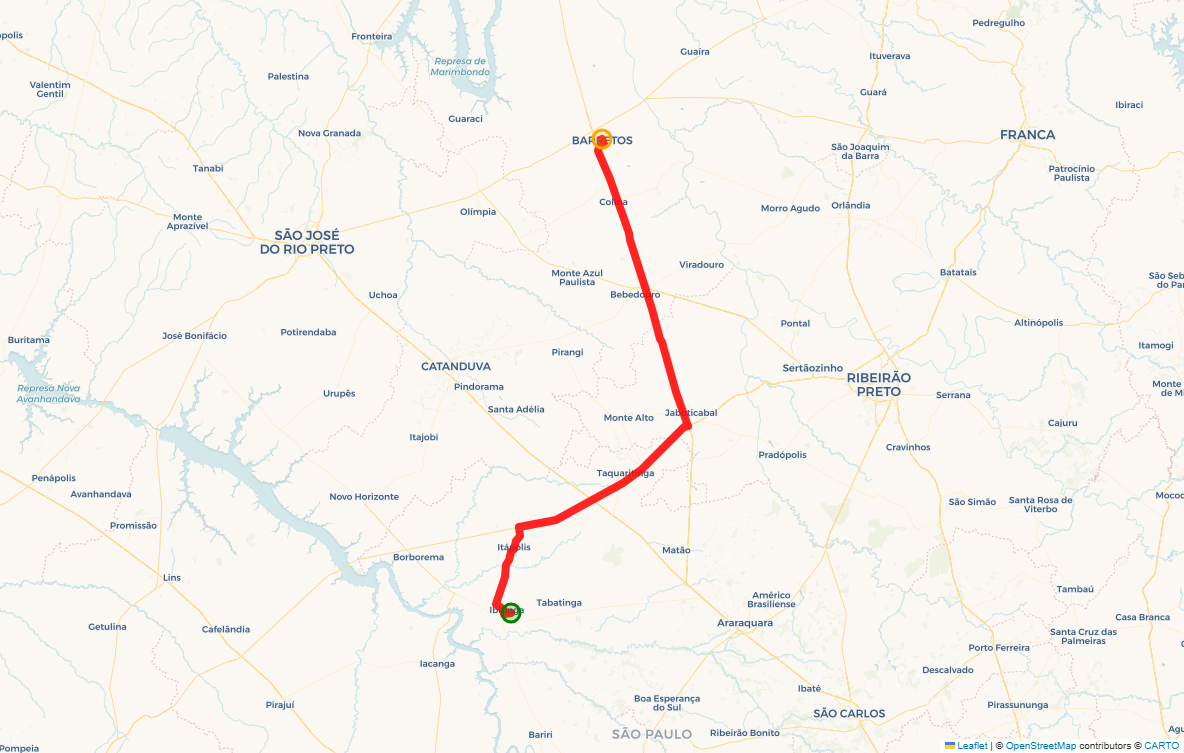 Pedregulho
opolis
Fronteira
Guaíra
Ituverava
Represa de
Marimbondo
Palestina
Valentim
Gentil
Guará
Ibiraci
Guaraci
Nova Granada
FRANCA
BARRETOS
São Joaquim
da Barra
Tanabi
Patrocínio
Paulista
Colina
Orlândia
Morro Agudo
Olímpia
Monte
Aprazível
SÃO JOSÉ
DO RIO PRETO
Viradouro
Monte Azul
Paulista
Batatais
São Seb
do Par
Uchoa
Bebedouro
Pontal
Altinópolis
Potirendaba
José Bonifácio
Buritama
Itamogi
Pirangi
CATANDUVA
Sertãozinho
RIBEIRÃO
PRETO
Represa Nova
Avanhandava
Pindorama
Monte
de M
Urupês
Serrana
Santa Adélia
Jaboticabal
Monte Alto
Cajuru
Itajobi
Cravinhos
Pradópolis
Taquaritinga
Penápolis
Avanhandava
Novo Horizonte
Mococ
São Simão
Santa Rosa de
Viterbo
Promissão
Itápolis
Matão
Borborema
Lins
Tambaú
Américo
Brasiliense
Tabatinga
Ibitinga
Casa Branca
Getulina
Cafelândia
Araraquara
Santa Cruz das
Palmeiras
Porto Ferreira
Iacanga
Descalvado
Ibaté
Boa Esperança
do Sul
Pirajuí
Pirassununga
SÃO CARLOS
Bariri
SÃO PAULO
Ribeirão Bonito
Agu
Pompeia
Leaflet | © OpenStreetMap contributors © CARTO